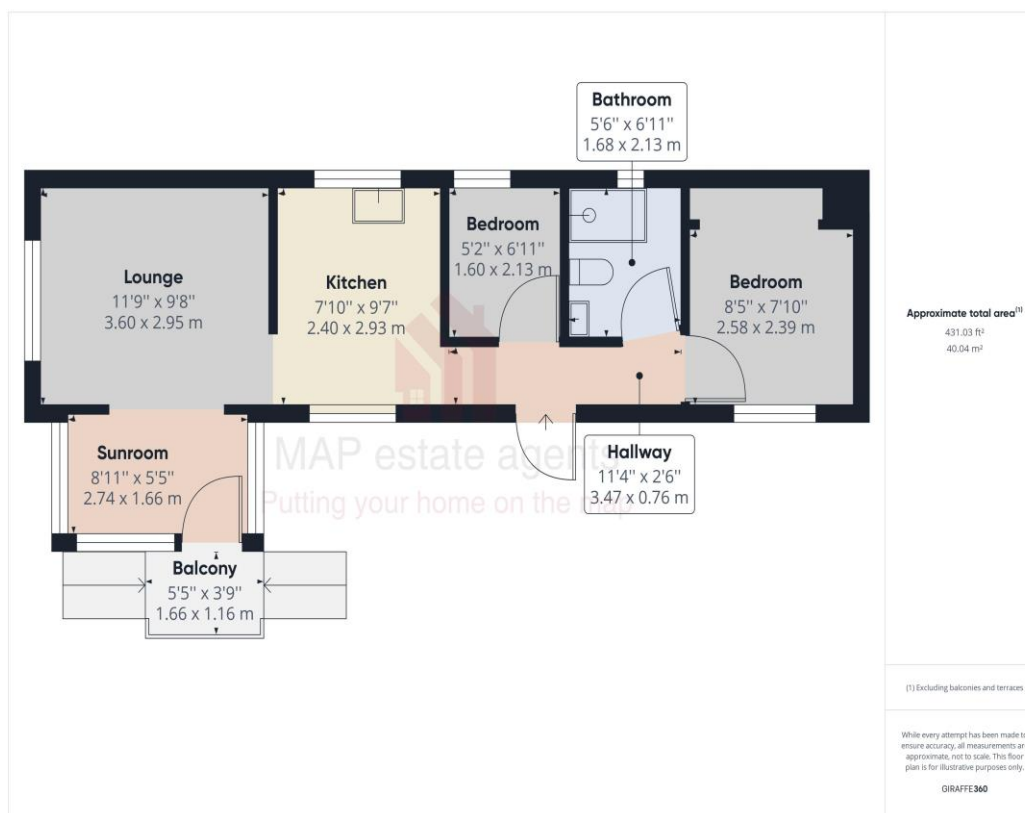 Bathroom
5'6" x 6'11"
1.68 x 2.13 m
Lounge
11'9" x 9'8"
3.60 x 2.95 m
Kitchen
7'10" x 9'7"
2.40 x 2.93 m
Bedroom
5'2" x 6'11"
1.60 x 2.13 m
Bedroom
8'5" x 7'10"
2.58 x 2.39 m
Sunroom
8'11" x 5'5"
2.74 x 1.66 m
Hallway
11'4" x 2'6"
3.47 x 0.76 m
Balcony
5'5" x 3'9"
1.66 x 1.16 m
MAP estate agents
Putting your home on the map
Approximate total area(1)
431.03 ft²
40.04 m²
(1) Excluding balconies and terraces
While every attempt has been made to
ensure accuracy, all measurements are
approximate, not to scale. This floor
plan is for illustrative purposes only.
GIRAFFE360